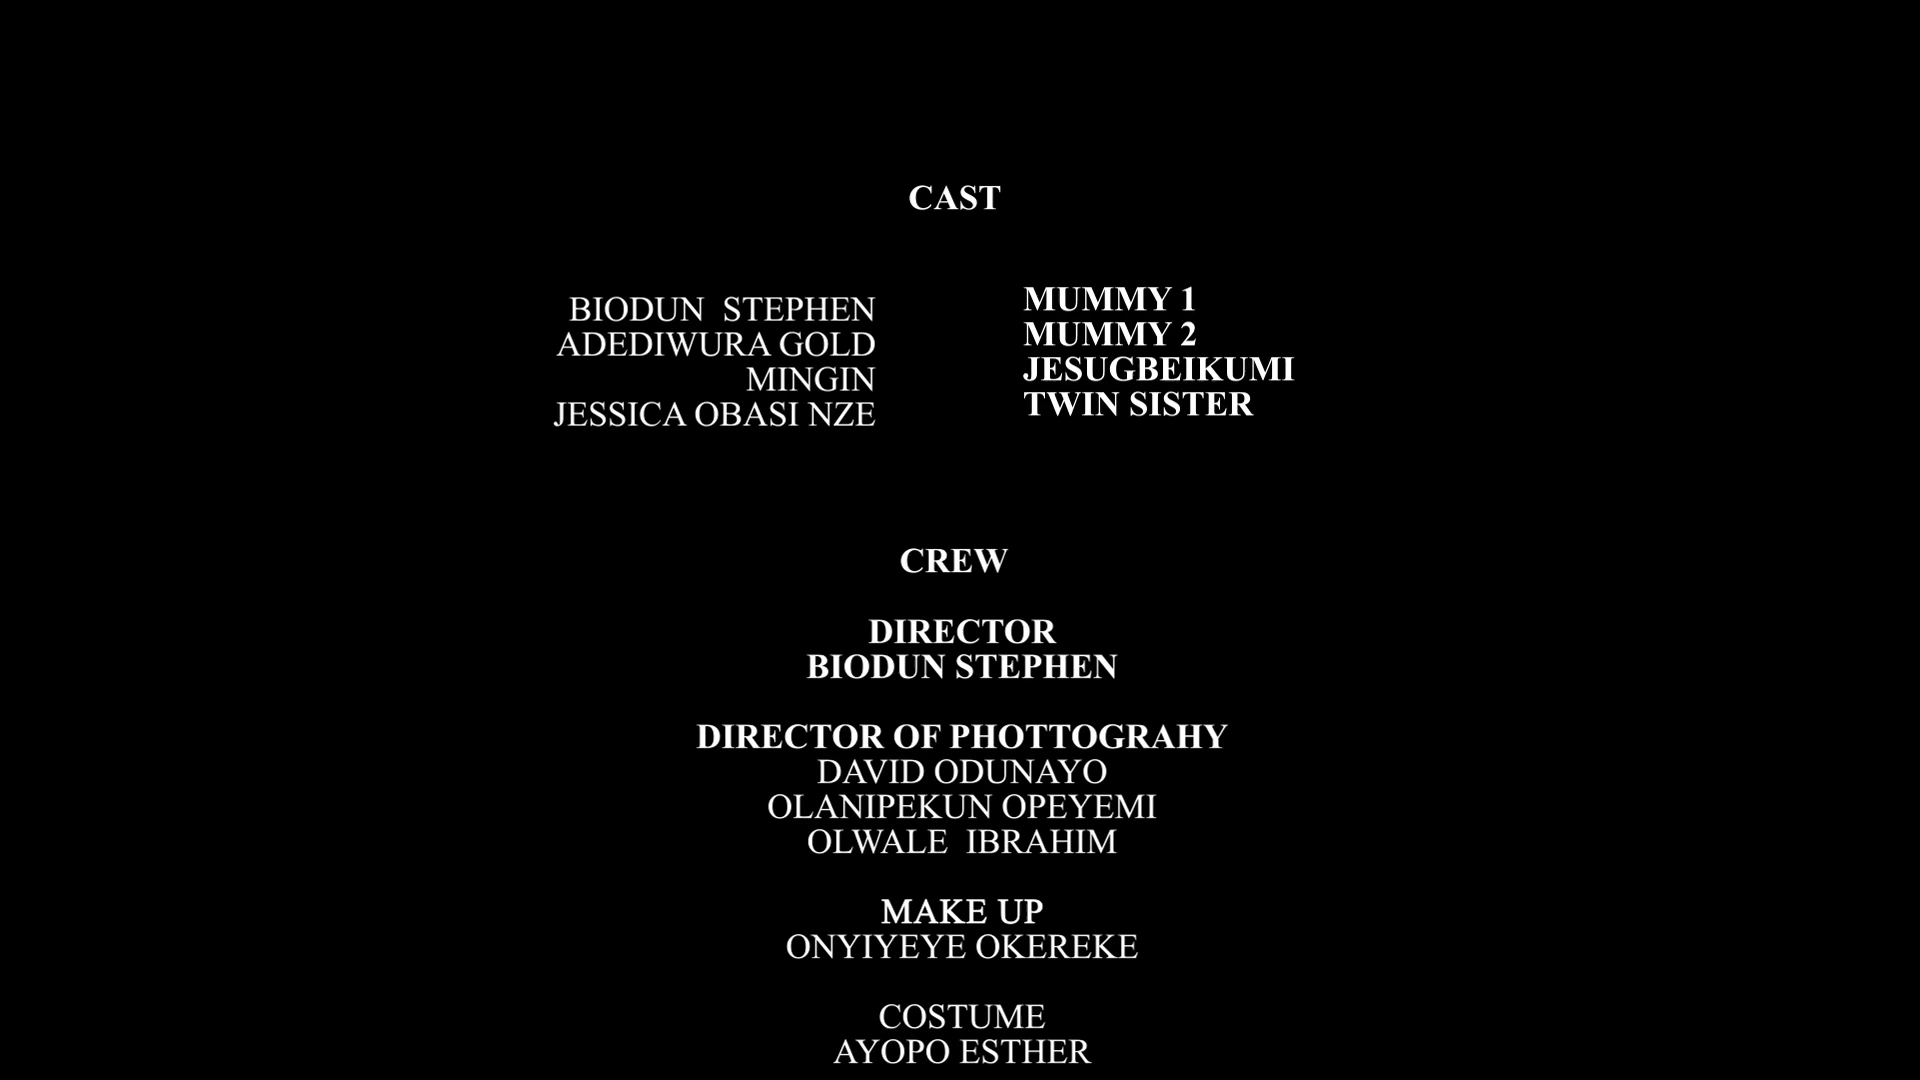 CAST
BIODUN  STEPHEN MUMMY 1
ADEDIWURA GOLD MUMMY 2
MINGIN JESUGBEIKUMI
JESSICA OBASI NZE TWIN SISTER
CREW
DIRECTOR
BIODUN STEPHEN
DIRECTOR OF PHOTTOGRAHY
DAVID ODUNAYO
OLANIPEKUN OPEYEMI
OLWALE  IBRAHIM
MAKE UP
ONYIYEYE OKEREKE
COSTUME
AYOPO ESTHER